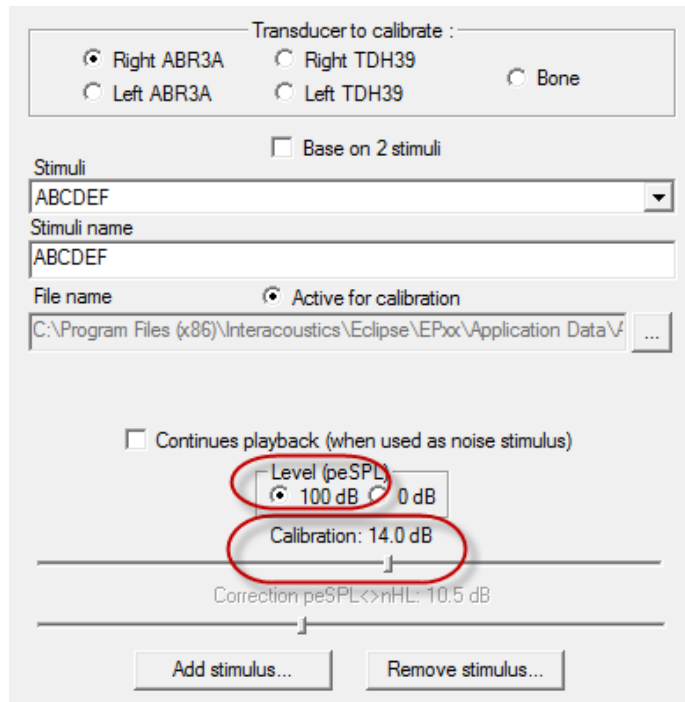 Transducer to calibrate :
Right ABR3A Right TDH39
Bone
Left ABR3A Left TDH39
Base on 2 stimuli
Stimuli
ABCDEF
Stimuli name
ABCDEF
File name Active for calibration
C:\Program Files (x86)\Interacoustics\Eclipse\EPxx\Application Data\A ...
Continues playback (when used as noise stimulus)
Level (peSPL)
100 dB 0 dB
Calibration: 14.0 dB
Correction peSPL<>nHL: 10.5 dB
Add stimulus... Remove stimulus...